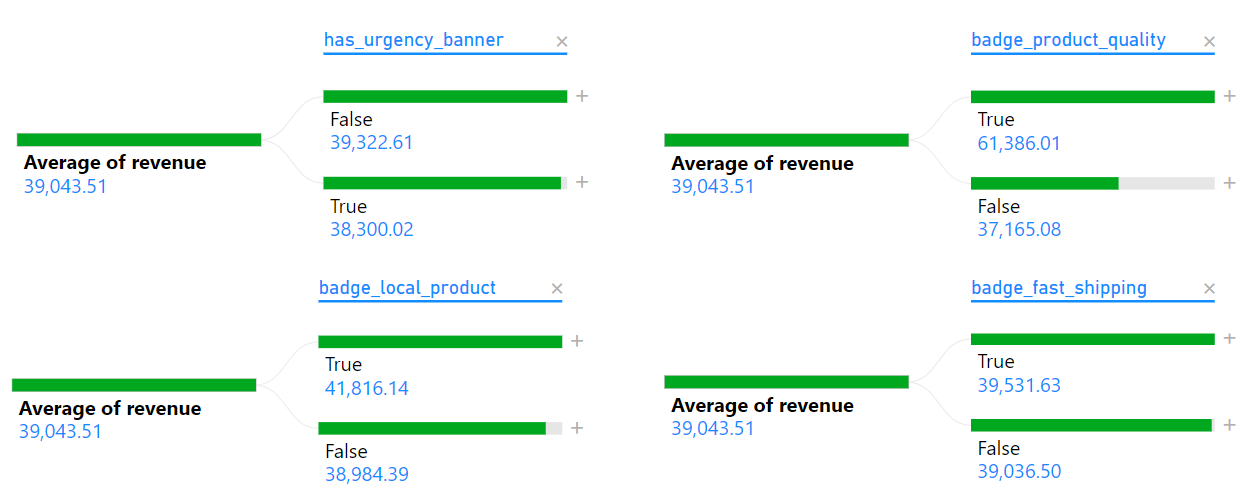 has_urgency_banner ×
False
39,322.61
Average of revenue
39,043.51
True
38,300.02
badge_product_quality ×
True
61,386.01
Average of revenue
39,043.51
False
37,165.08
badge_local_product ×
True
41,816.14
Average of revenue
39,043.51
False
38,984.39
badge_fast_shipping ×
True
39,531.63
Average of revenue
39,043.51
False
39,036.50